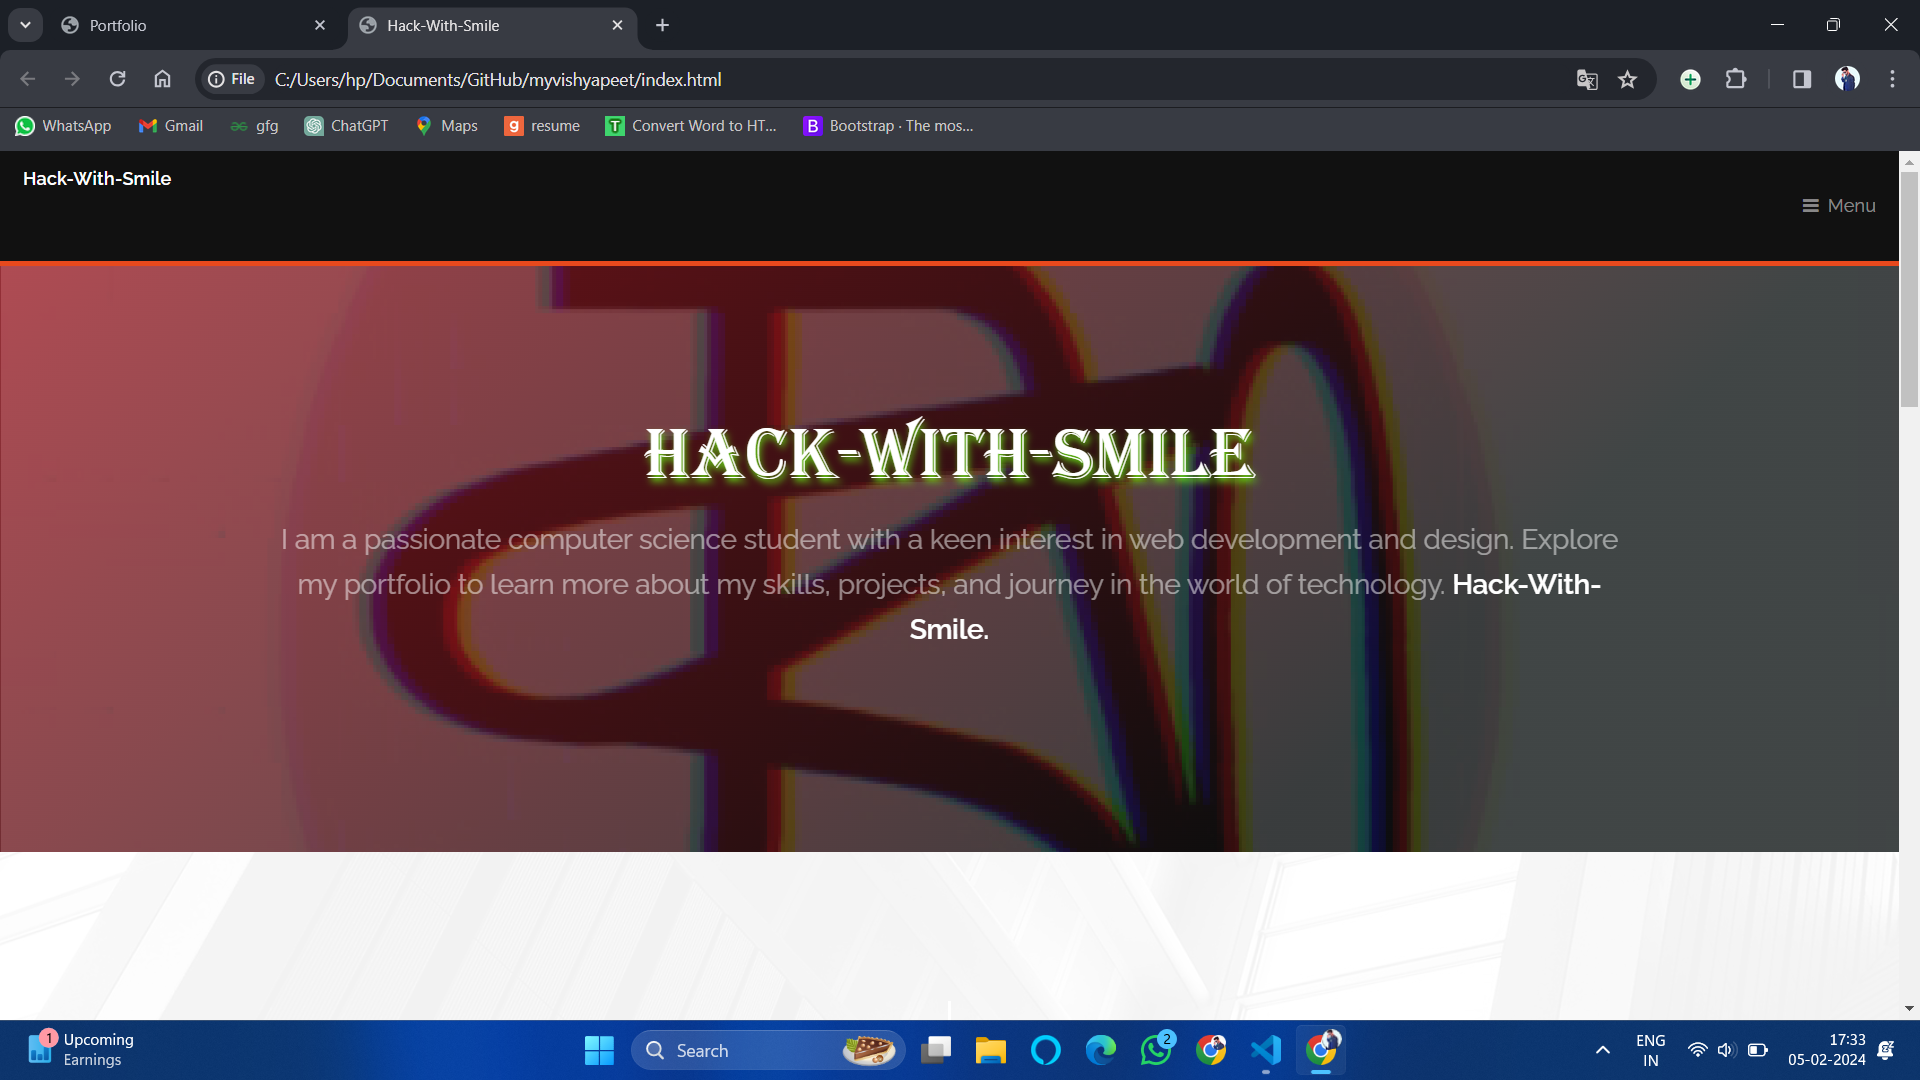 Portfolio
Hack-With-Smile
File
C:/Users/hp/Documents/GitHub/myvishyapeet/index.html
WhatsApp
Gmail
gfg
ChatGPT
Maps
resume
Convert Word to HT...
Bootstrap · The mos...
Hack-With-Smile
Menu
HACK-WITH-SMILE
I am a passionate computer science student with a keen interest in web development and design. Explore
my portfolio to learn more about my skills, projects, and journey in the world of technology. Hack-With-
Smile.
1
Upcoming
Earnings
Search
2
ENG
IN
17:33
05-02-2024